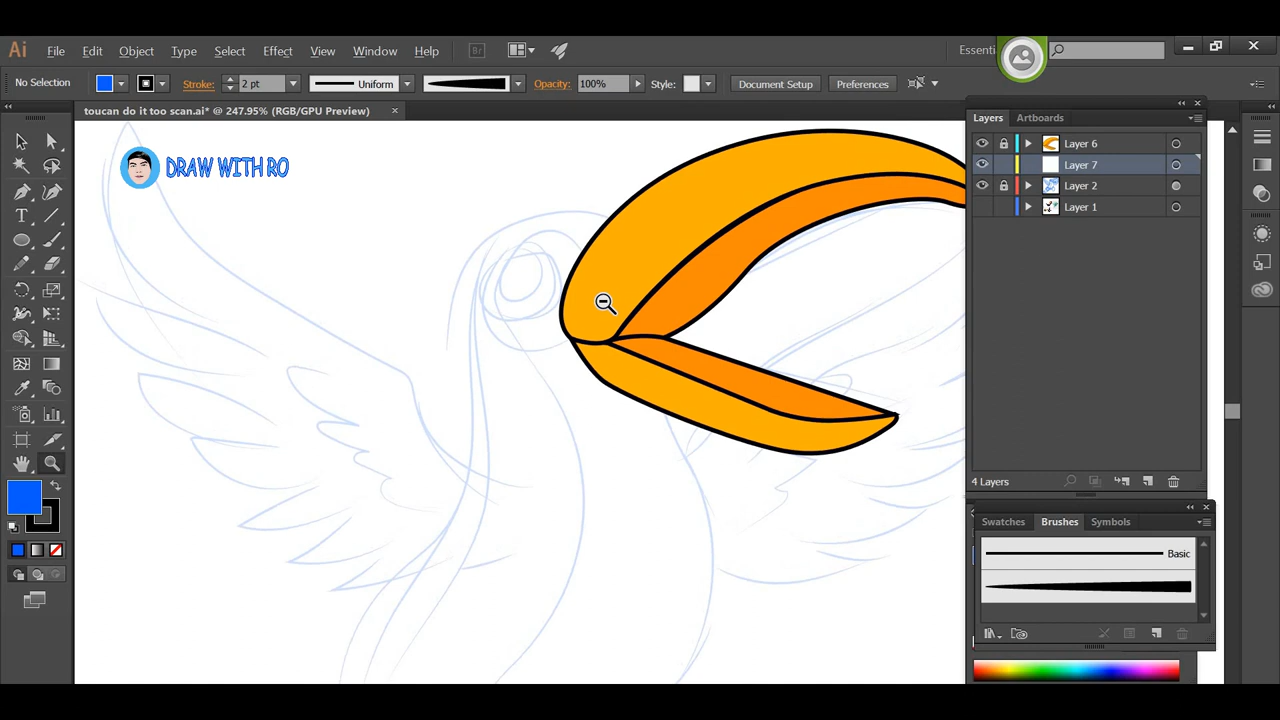 Ai File Edit Object Type Select Effect View Window Help Br Essenti
No Selection Stroke: 2 pt Uniform Opacity: 100% Style: Document Setup Preferences
toucan do it too scan.ai* @ 247.95% (RGB/GPU Preview)
DRAW WITH RO
Layers Artboards
Layer 6
Layer 7
Layer 2
Layer 1
4 Layers
Swatches Brushes Symbols
Basic